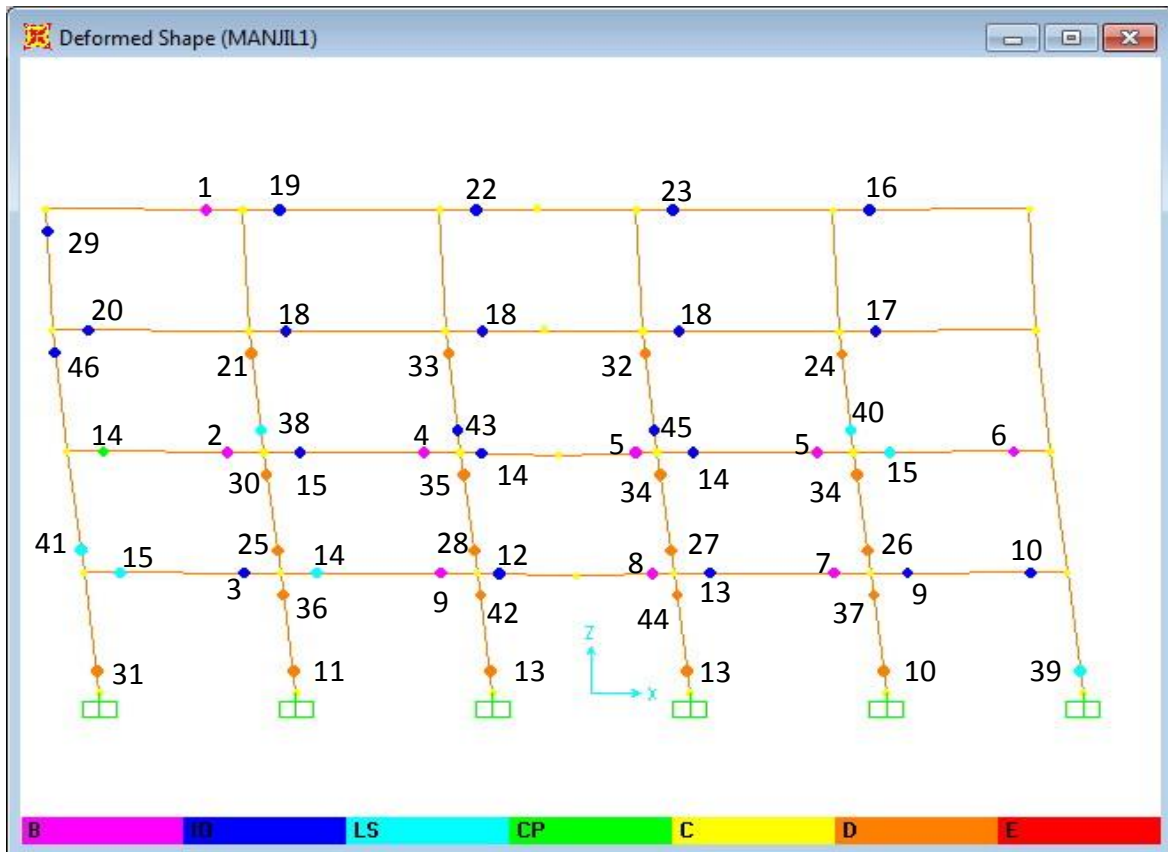 Deformed Shape (MANJIL1)
1 19 22 23 16
29
20 18 18 18 17
46 21 33 32 24
38 43 45 40
14 2 4 5 5 6
30 15 35 14 34 14 34 15
41 15 25 14 28 12 27 26 10
3 9 8 13 7 9
36 42 44 37
Z
X
31 11 13 13 10 39
B IO LS CP C D E